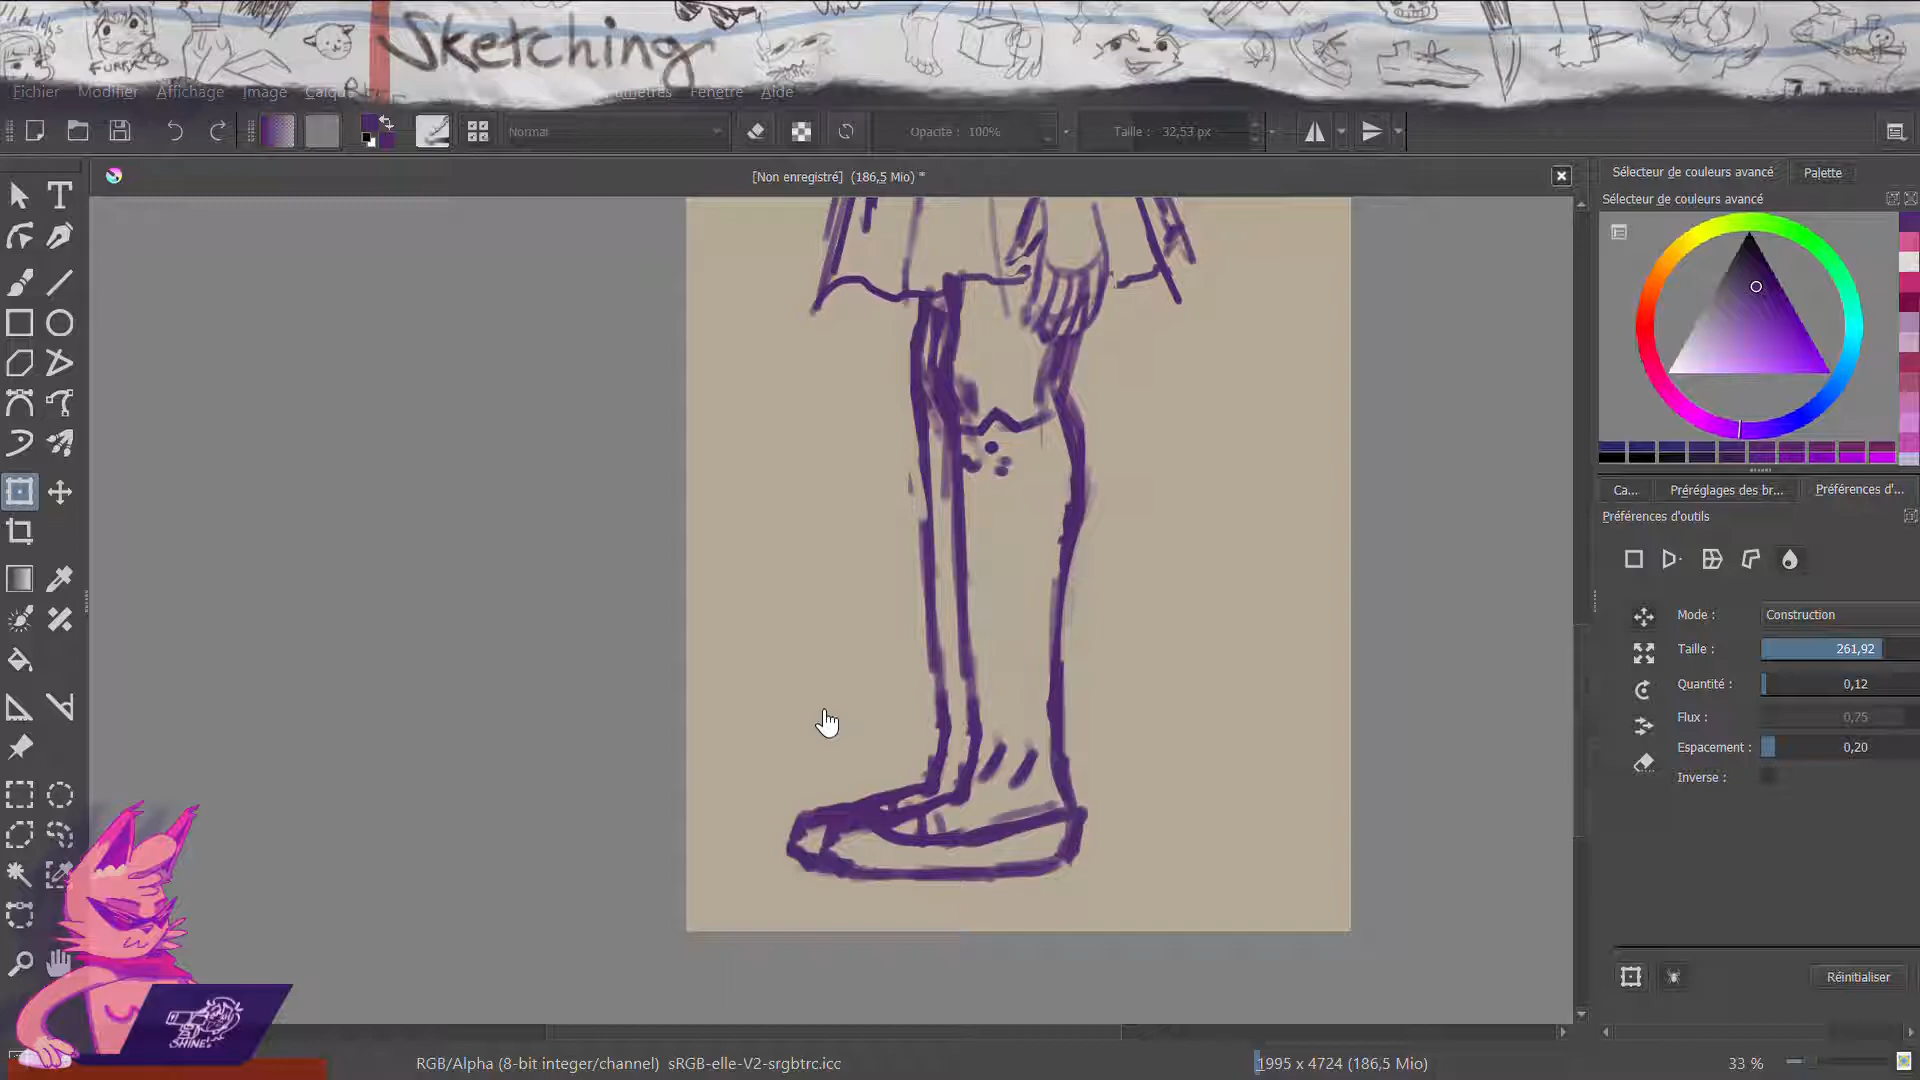 Sketching
FURRYCRED
Fichier Modifier Affichage Image Calque Fenêtre Aide
Normal Opacité : 100% Taille : 32,53 px
[Non enregistré] (186,5 Mio) *
Sélecteur de couleurs avancé Palette
Sélecteur de couleurs avancé
Ca... Préréglages des br... Préférences d'...
Préférences d'outils
Mode : Construction
Taille : 261,92
Quantité : 0,12
Flux : 0,75
Espacement : 0,20
Inverse :
Réinitialiser
SHINE!
RGB/Alpha (8-bit integer/channel) sRGB-elle-V2-srgbtrc.icc 1995 x 4724 (186,5 Mio) 33 %